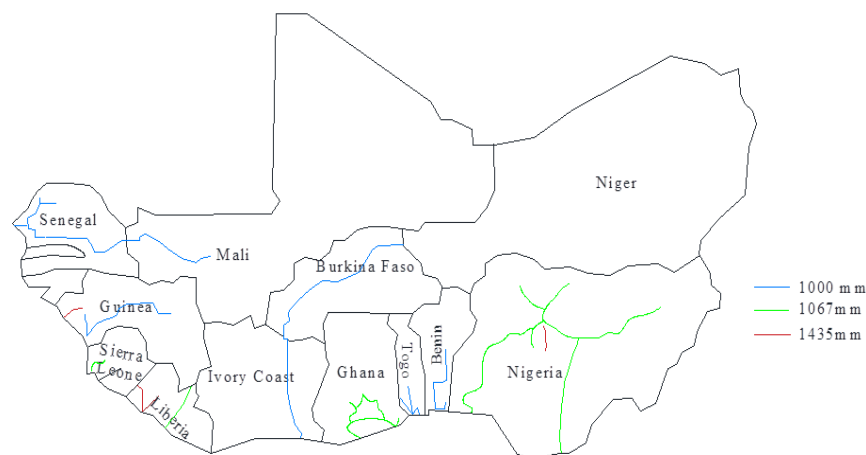 Niger
Senegal
Mali
Burkina Faso
Guinea
Sierra
Leone
Ivory Coast
Ghana
Togo
Benin
Nigeria
Liberia
1000 mm
1067mm
1435mm